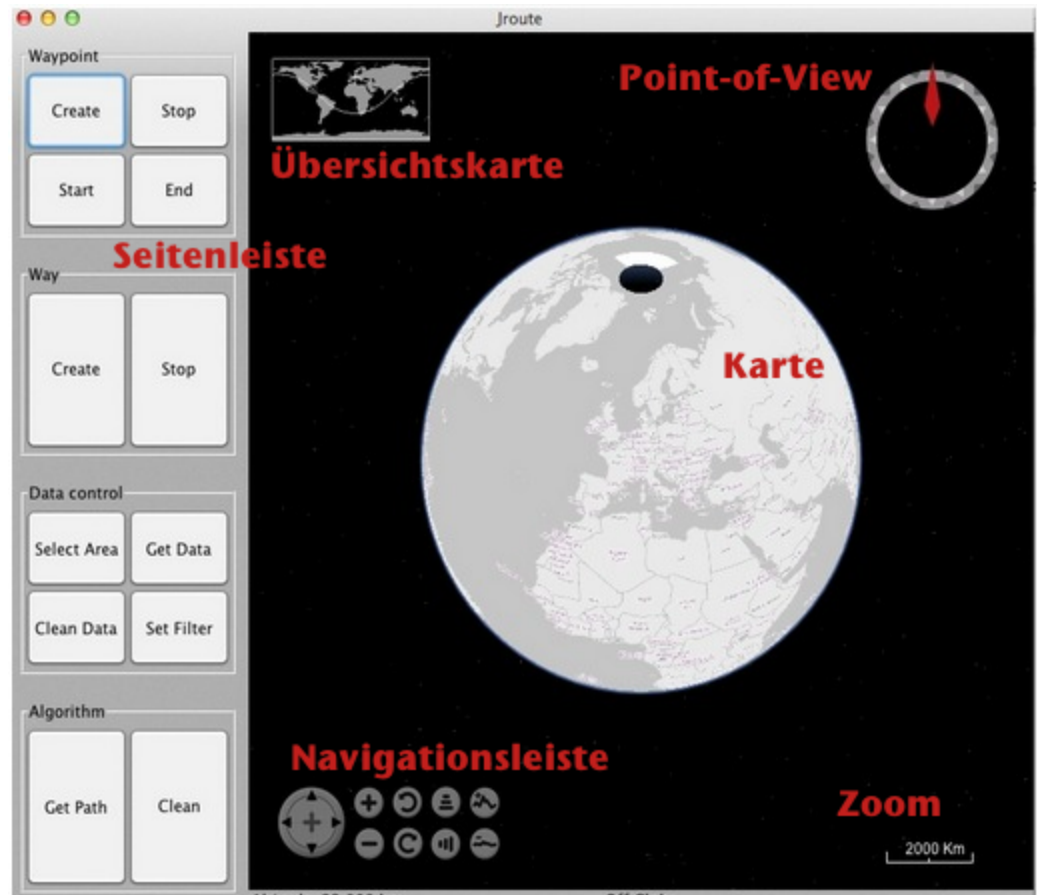 Jroute
Waypoint
Create
Stop
Start
End
Seitenleiste
Way
Create
Stop
Data control
Select Area
Get Data
Clean Data
Set Filter
Algorithm
Get Path
Clean
Point-of-View
Übersichtskarte
Karte
Navigationsleiste
Zoom
2000 Km